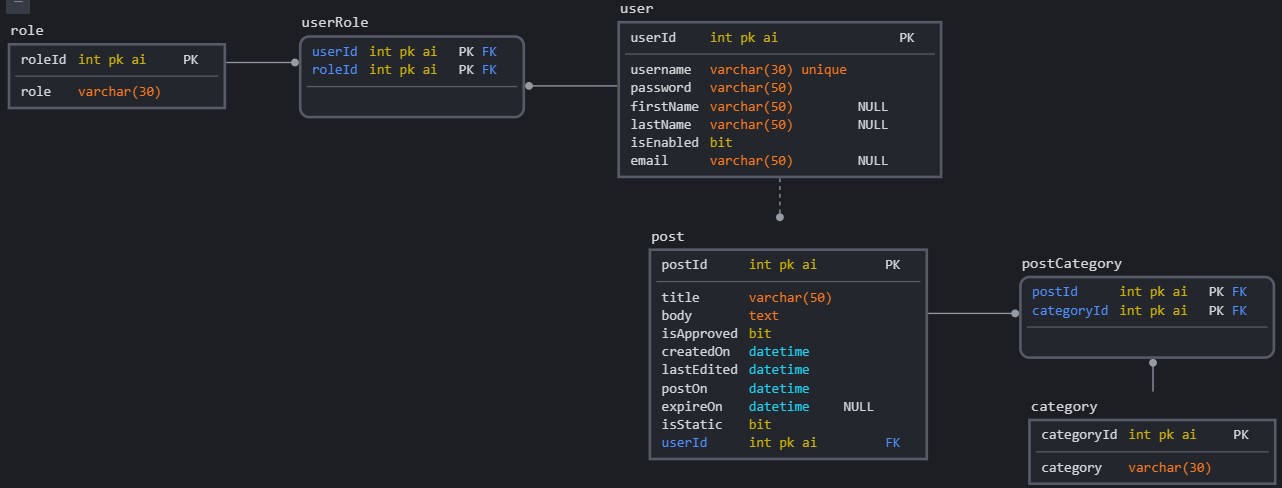 role
roleId int pk ai PK
role varchar(30)
userRole
userId int pk ai PK FK
roleId int pk ai PK FK
user
userId int pk ai PK
username varchar(30) unique
password varchar(50)
firstName varchar(50) NULL
lastName varchar(50) NULL
isEnabled bit
email varchar(50) NULL
post
postId int pk ai PK
title varchar(50)
body text
isApproved bit
createdOn datetime
lastEdited datetime
postOn datetime
expireOn datetime NULL
isStatic bit
userId int pk ai FK
postCategory
postId int pk ai PK FK
categoryId int pk ai PK FK
category
categoryId int pk ai PK
category varchar(30)